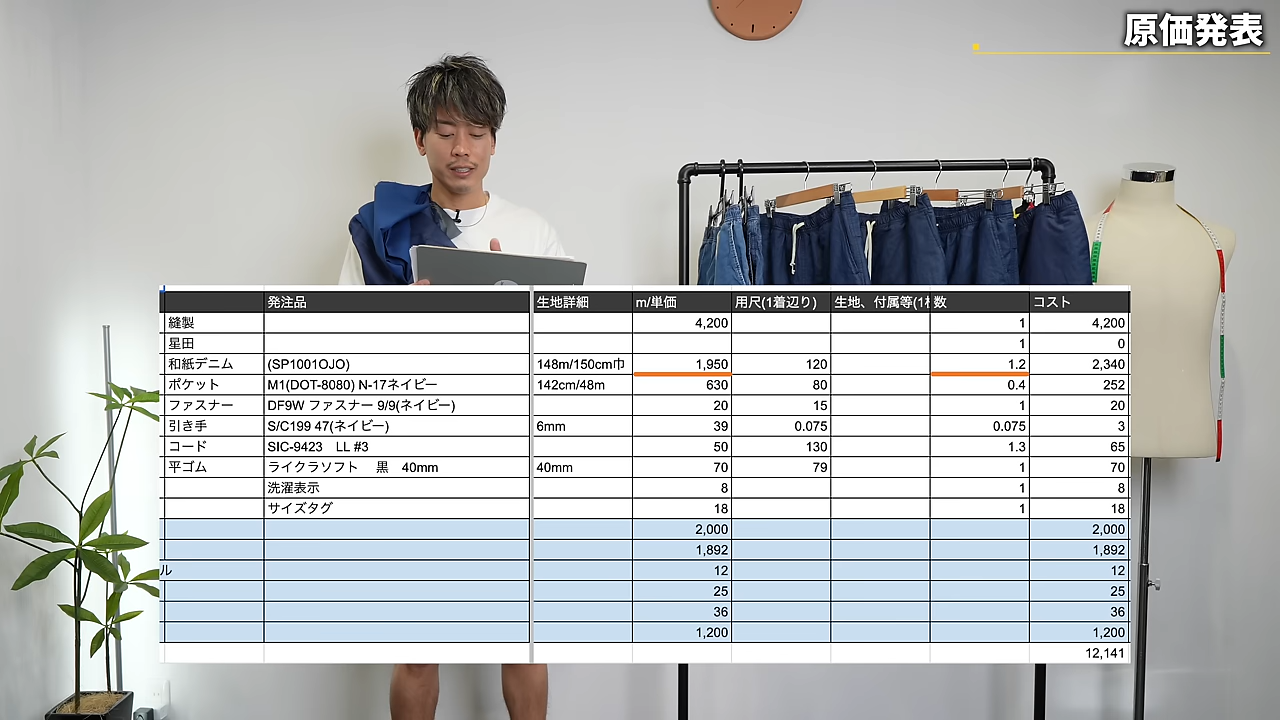 原価発表
発注品 生地詳細 m/単価 用尺(1着辺り) 生地、付属等(1 数 コスト
縫製 4,200 1 4,200
星田 1 0
和紙デニム (SP1001OJO) 148m/150cm巾 1,950 120 1.2 2,340
ポケット M1(DOT-8080) N-17ネイビー 142cm/48m 630 80 0.4 252
ファスナー DF9W ファスナー 9/9(ネイビー) 20 15 1 20
引き手 S/C199 47(ネイビー) 6mm 39 0.075 0.075 3
コード SIC-9423 LL #3 50 130 1.3 65
平ゴム ライクラソフト 黒 40mm 40mm 70 79 1 70
洗濯表示 8 1 8
サイズタグ 18 1 18
2,000 2,000
1,892 1,892
ル 12 12
25 25
36 36
1,200 1,200
12,141